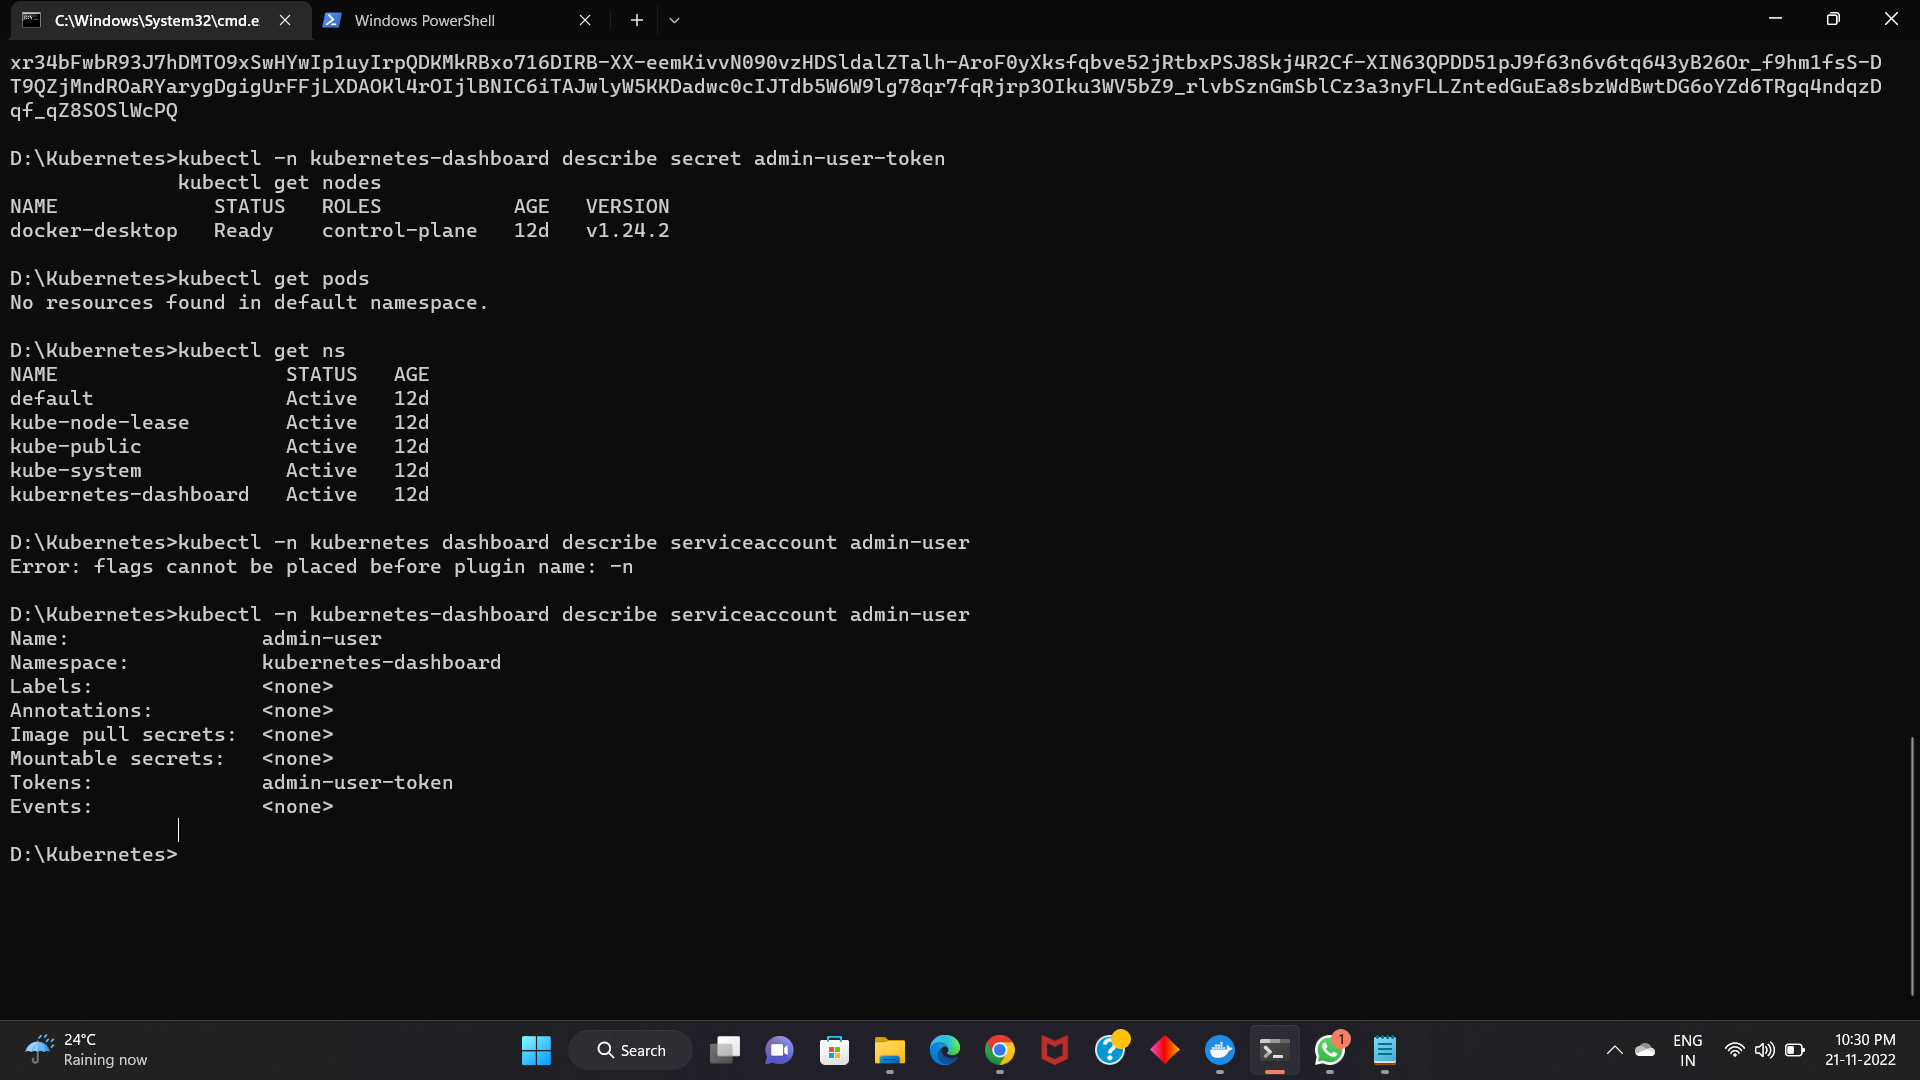 C:\Windows\System32\cmd.e
Windows PowerShell
xr34bFwbR93J7hDMTO9xSwHYwIp1uyIrpQDKMkRBxo716DIRB-XX-eemKivvN090vzHDSldalZTalh-AroF0yXksfqbve52jRtbxPSJ8Skj4R2Cf-XIN63QPDD51pJ9f63n6v6tq643yB26Or_f9hm1fsS-D
T9QZjMndROaRYarygDgigUrFFjLXDAOKl4rOIjlBNIC6iTAJwlyW5KKDadwc0cIJTdb5W6W9lg78qr7fqRjrp3OIku3WV5bZ9_rlvbSznGmSblCz3a3nyFLLZntedGuEa8sbzWdBwtDG6oYZd6TRgq4ndqzD
qf_qZ8SOSlWcPQ
D:\Kubernetes>kubectl -n kubernetes-dashboard describe secret admin-user-token
kubectl get nodes
NAME STATUS ROLES AGE VERSION
docker-desktop Ready control-plane 12d v1.24.2
D:\Kubernetes>kubectl get pods
No resources found in default namespace.
D:\Kubernetes>kubectl get ns
NAME STATUS AGE
default Active 12d
kube-node-lease Active 12d
kube-public Active 12d
kube-system Active 12d
kubernetes-dashboard Active 12d
D:\Kubernetes>kubectl -n kubernetes dashboard describe serviceaccount admin-user
Error: flags cannot be placed before plugin name: -n
D:\Kubernetes>kubectl -n kubernetes-dashboard describe serviceaccount admin-user
Name: admin-user
Namespace: kubernetes-dashboard
Labels: <none>
Annotations: <none>
Image pull secrets: <none>
Mountable secrets: <none>
Tokens: admin-user-token
Events: <none>
D:\Kubernetes>
24°C
Raining now
Search
1
ENG
IN
10:30 PM
21-11-2022